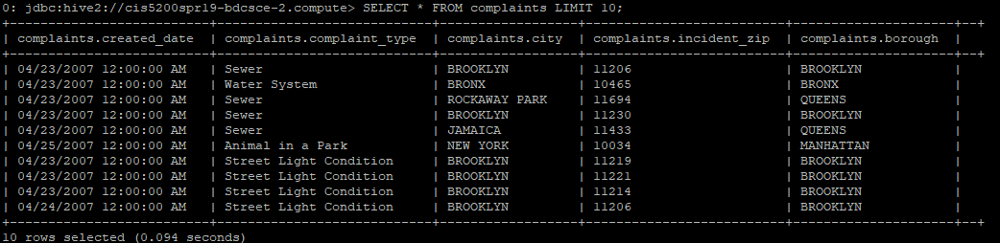 0: jdbc:hive2://cis5200spr19-bdcsce-2.compute> SELECT * FROM complaints LIMIT 10;
+-------------------------+--------------------------+------------------+--------------------------+---------------------+--+
| complaints.created_date | complaints.complaint_type | complaints.city | complaints.incident_zip | complaints.borough |
+-------------------------+--------------------------+------------------+--------------------------+---------------------+--+
| 04/23/2007 12:00:00 AM | Sewer | BROOKLYN | 11206 | BROOKLYN |
| 04/23/2007 12:00:00 AM | Water System | BRONX | 10465 | BRONX |
| 04/23/2007 12:00:00 AM | Sewer | ROCKAWAY PARK | 11694 | QUEENS |
| 04/23/2007 12:00:00 AM | Sewer | BROOKLYN | 11230 | BROOKLYN |
| 04/23/2007 12:00:00 AM | Sewer | JAMAICA | 11433 | QUEENS |
| 04/25/2007 12:00:00 AM | Animal in a Park | NEW YORK | 10034 | MANHATTAN |
| 04/23/2007 12:00:00 AM | Street Light Condition | BROOKLYN | 11219 | BROOKLYN |
| 04/23/2007 12:00:00 AM | Street Light Condition | BROOKLYN | 11221 | BROOKLYN |
| 04/23/2007 12:00:00 AM | Street Light Condition | BROOKLYN | 11214 | BROOKLYN |
| 04/24/2007 12:00:00 AM | Street Light Condition | BROOKLYN | 11206 | BROOKLYN |
+-------------------------+--------------------------+------------------+--------------------------+---------------------+--+
10 rows selected (0.094 seconds)